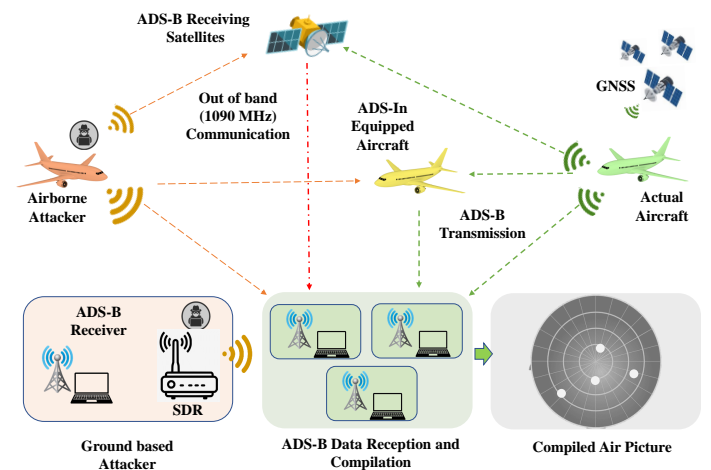 ADS-B Receiving
Satellites
GNSS
Out of band
(1090 MHz)
Communication
ADS-In
Equipped
Aircraft
Airborne
Attacker
ADS-B
Transmission
Actual
Aircraft
ADS-B
Receiver
SDR
Ground based
Attacker
ADS-B Data Reception and
Compilation
Compiled Air Picture